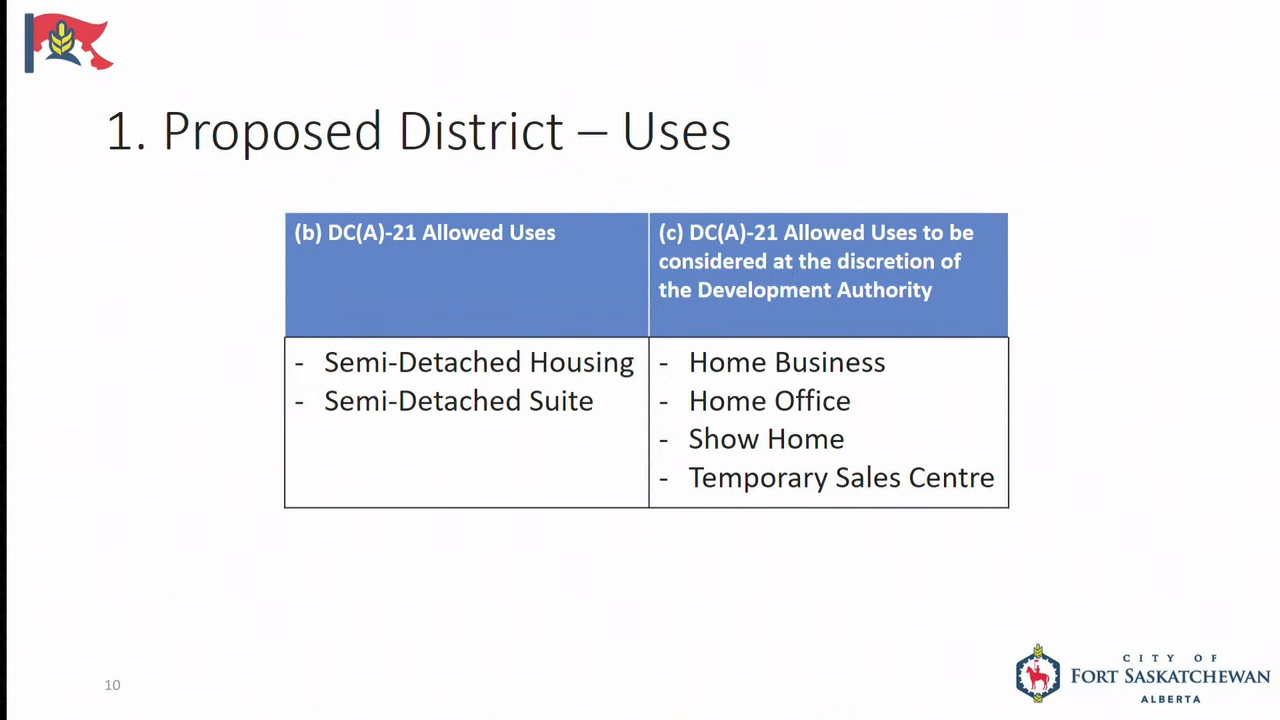 1. Proposed District – Uses
(b) DC(A)-21 Allowed Uses
(c) DC(A)-21 Allowed Uses to be
considered at the discretion of
the Development Authority
- Semi-Detached Housing
- Semi-Detached Suite
- Home Business
- Home Office
- Show Home
- Temporary Sales Centre
10
CITY OF
FORT SASKATCHEWAN
ALBERTA